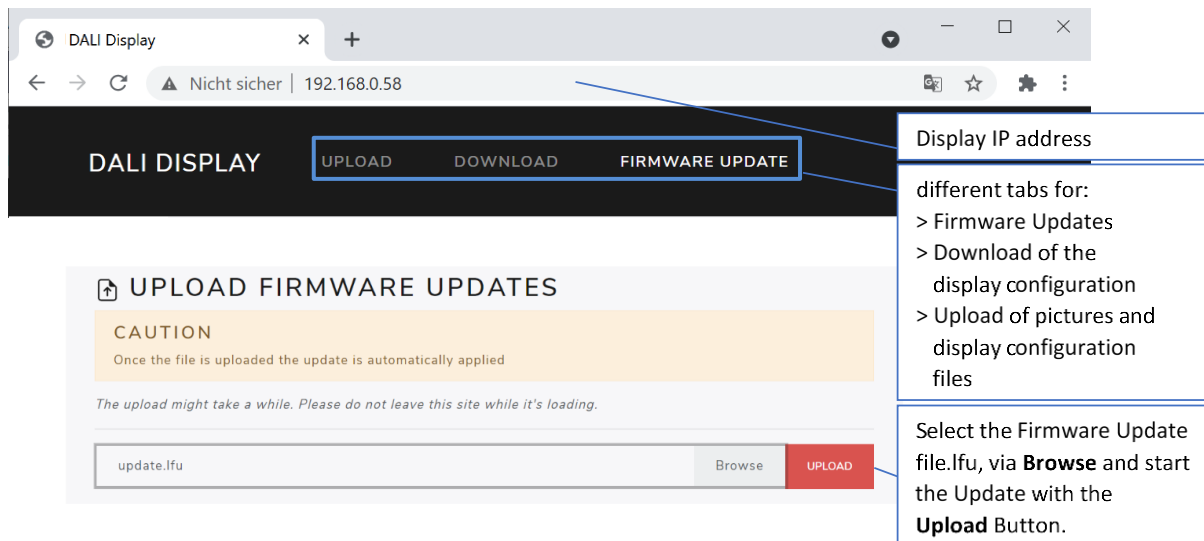 DALI Display
Nicht sicher | 192.168.0.58
Display IP address
DALI DISPLAY UPLOAD DOWNLOAD FIRMWARE UPDATE
different tabs for:
> Firmware Updates
> Download of the
display configuration
> Upload of pictures and
display configuration
files
UPLOAD FIRMWARE UPDATES
CAUTION
Once the file is uploaded the update is automatically applied
The upload might take a while. Please do not leave this site while it's loading.
update.lfu Browse UPLOAD
Select the Firmware Update
file.lfu, via Browse and start
the Update with the
Upload Button.